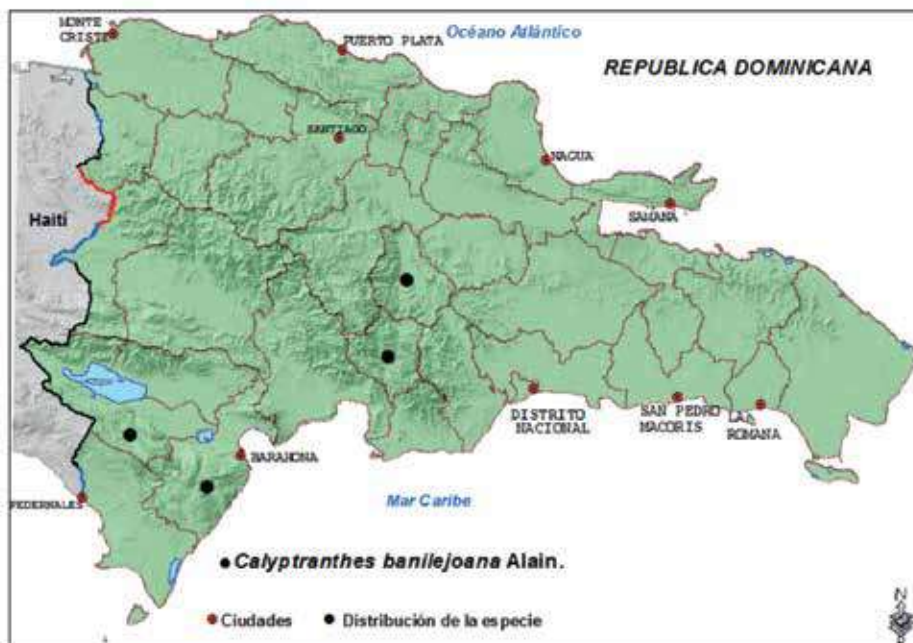 MONTE
CRISTI
PUERTO PLATA
Océano Atlántico
REPUBLICA DOMINICANA
SANTIAGO
NAGUA
SAMANA
Haití
DISTRITO
NACIONAL
SAN PEDRO
MACORIS
LA
ROMANA
BARAHONA
PEDERNALES
Mar Caribe
Calyptranthes banilejoana Alain.
Ciudades
Distribución de la especie
N